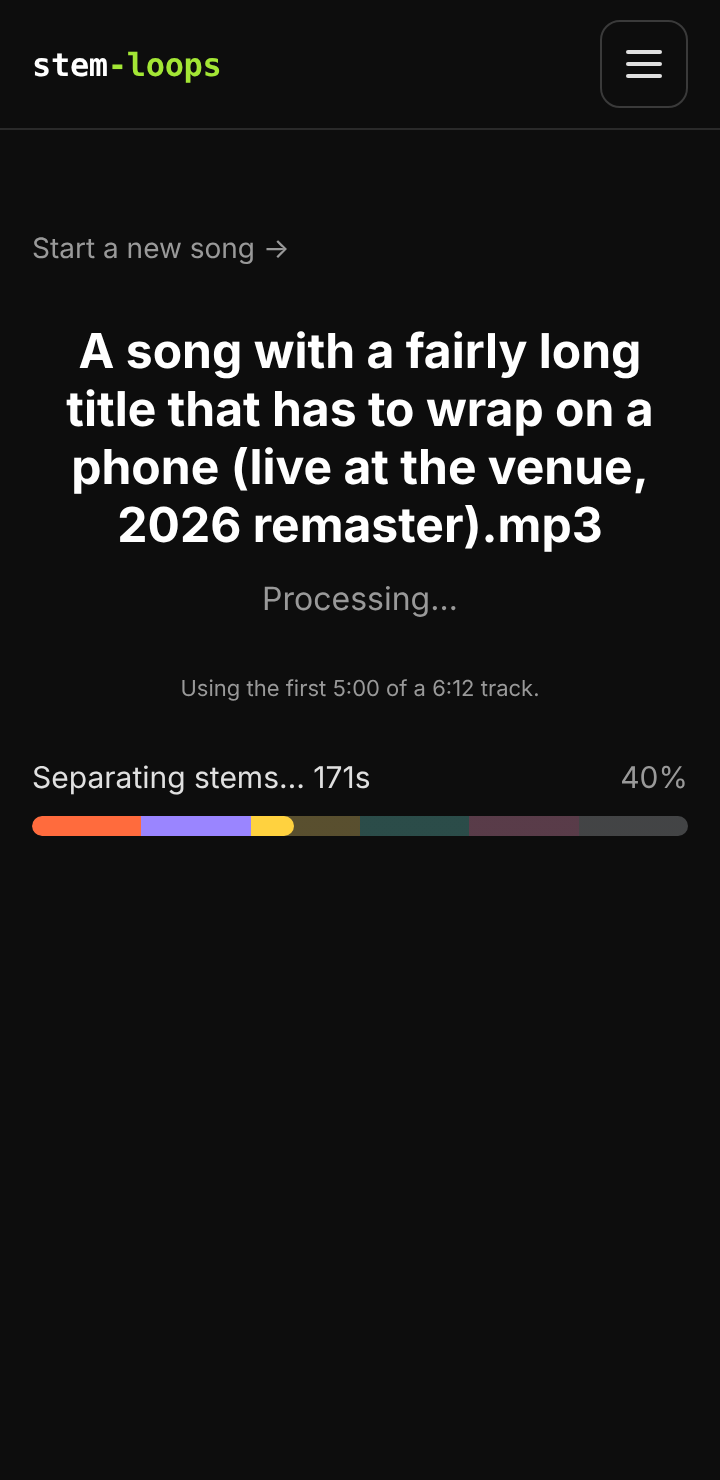 stem-loops
Start a new song →
A song with a fairly long
title that has to wrap on a
phone (live at the venue,
2026 remaster).mp3
Processing...
Using the first 5:00 of a 6:12 track.
Separating stems... 171s
40%